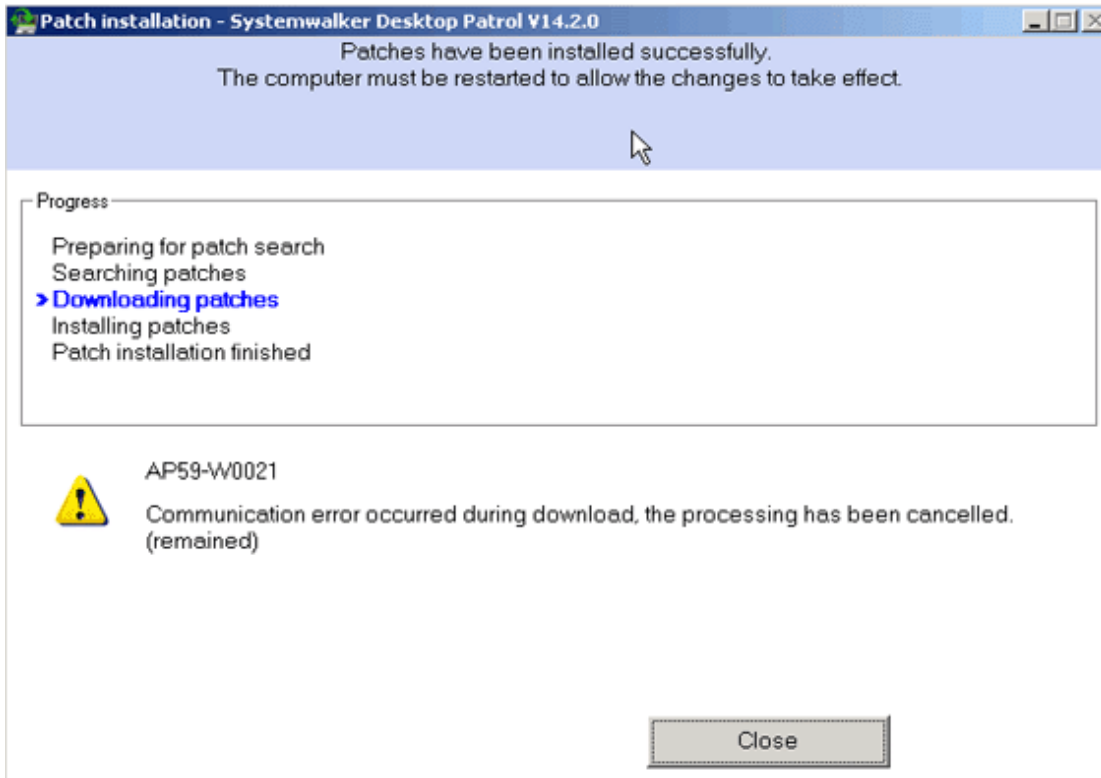 Patch installation - Systemwalker Desktop Patrol V14.2.0
Patches have been installed successfully.
The computer must be restarted to allow the changes to take effect.
Progress
Preparing for patch search
Searching patches
> Downloading patches
Installing patches
Patch installation finished
AP59-W0021
Communication error occurred during download, the processing has been cancelled.
(remained)
Close